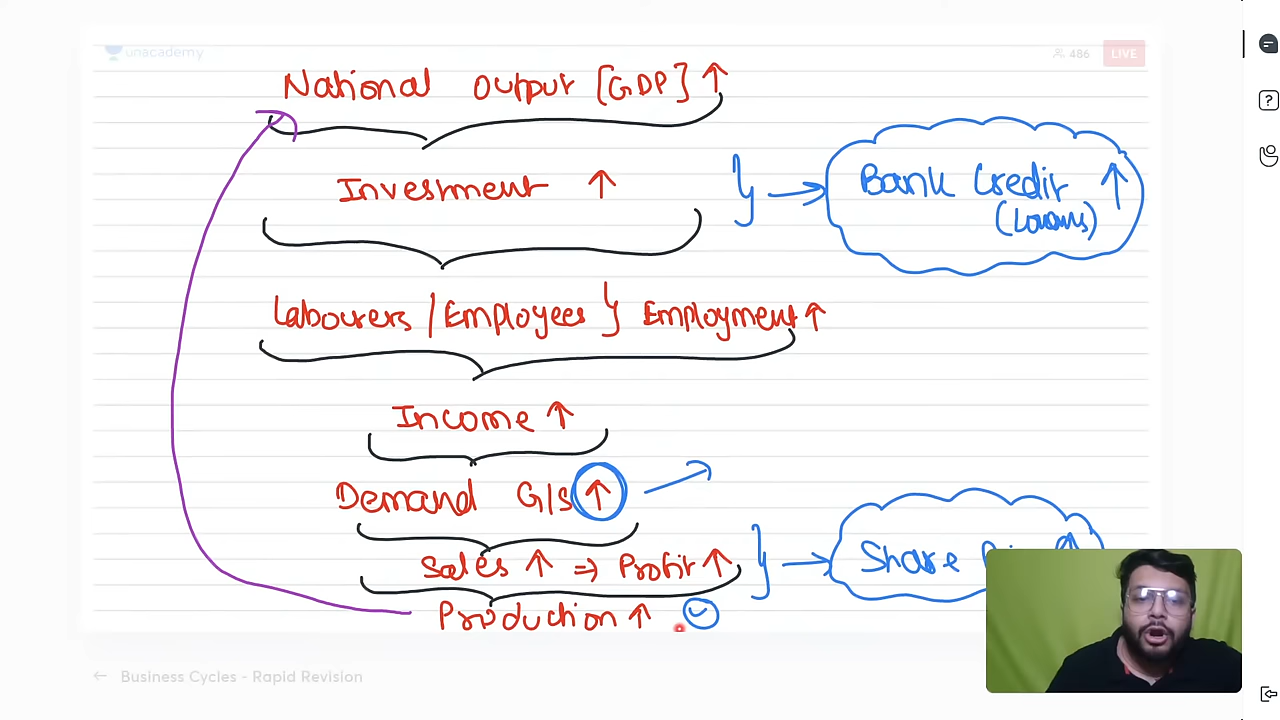 unacademy
486
LIVE
National Output [GDP] ↑
Investment ↑
Bank Credit ↑
(Loans)
Labourers / Employees } Employment ↑
Income ↑
Demand G/S ↑
Sales ↑ ⇒ Profit ↑
Share
Production ↑
← Business Cycles - Rapid Revision